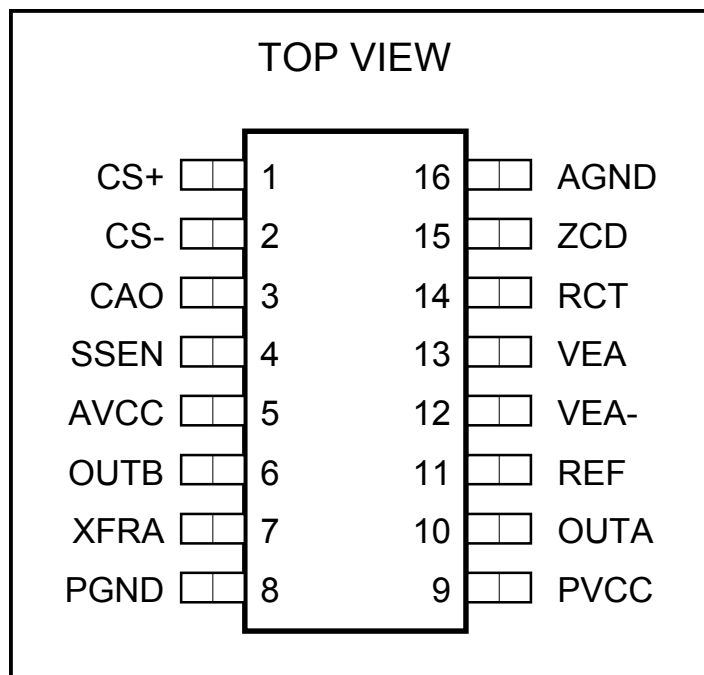 TOP VIEW
CS+ 1 16 AGND
CS- 2 15 ZCD
CAO 3 14 RCT
SSEN 4 13 VEA
AVCC 5 12 VEA-
OUTB 6 11 REF
XFRA 7 10 OUTA
PGND 8 9 PVCC